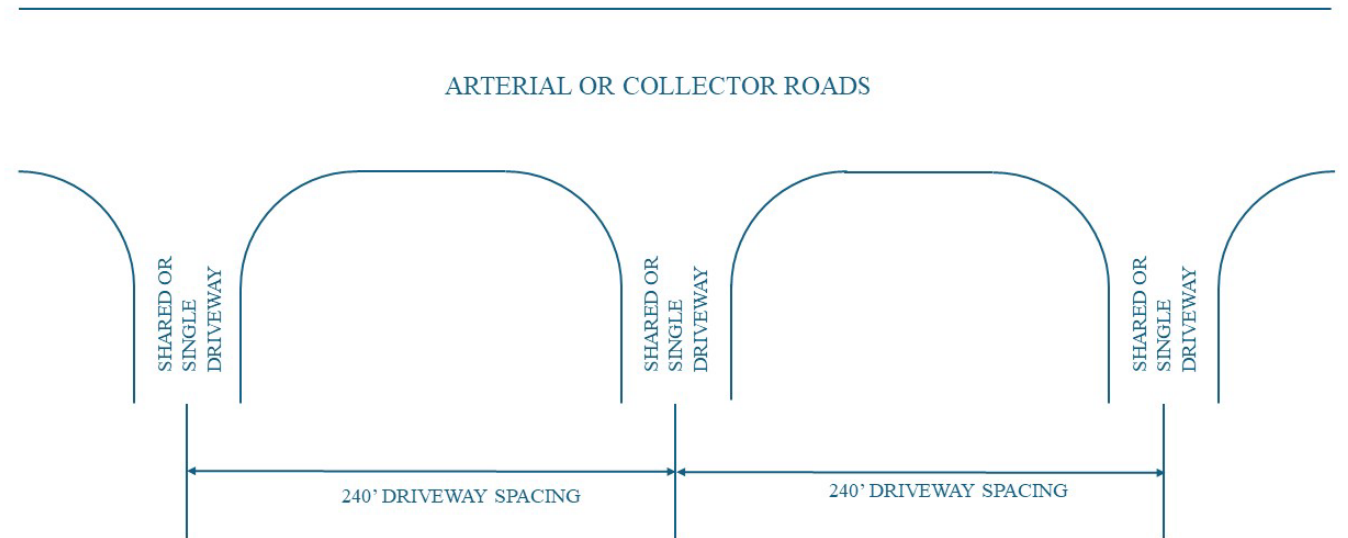 ARTERIAL OR COLLECTOR ROADS
SHARED OR
SINGLE
DRIVEWAY
SHARED OR
SINGLE
DRIVEWAY
SHARED OR
SINGLE
DRIVEWAY
240’ DRIVEWAY SPACING
240’ DRIVEWAY SPACING